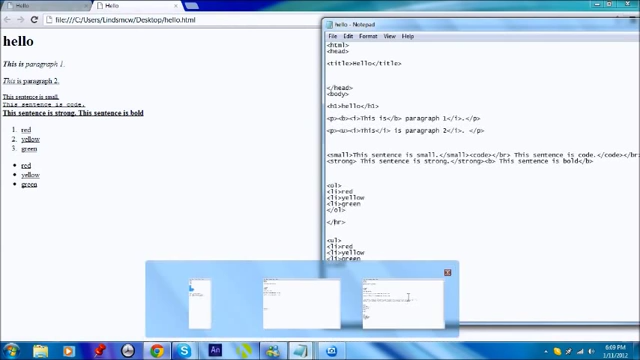 Hello
Hello
file:///C:/Users/Lindsmcw/Desktop/hello.html
hello
This is paragraph 1.
This is paragraph 2.
This sentence is small.
This sentence is code.
This sentence is strong. This sentence is bold
1. red
2. yellow
3. green
• red
• yellow
• green
hello - Notepad
File Edit Format View Help
<html>
<head>
<title>Hello</title>
</head>
<body>
<h1>hello</h1>
<p><b><i>This is</b> paragraph 1</i>.</p>
<p><u><i>this</i> is paragraph 2</i>. </p>
<small>This sentence is small.</small><code></br> This sentence is code.</code></br>
<strong> This sentence is strong.</strong><b> This sentence is bold</b>
<ol>
<li>red
<li>yellow
<li>green
</ol>
</hr>
<ul>
<li>red
<li>yellow
<li>green
An
6:09 PM
1/11/2012